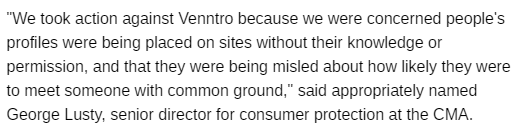 "We took action against Venntro because we were concerned people's
profiles were being placed on sites without their knowledge or
permission, and that they were being misled about how likely they were
to meet someone with common ground," said appropriately named
George Lusty, senior director for consumer protection at the CMA.